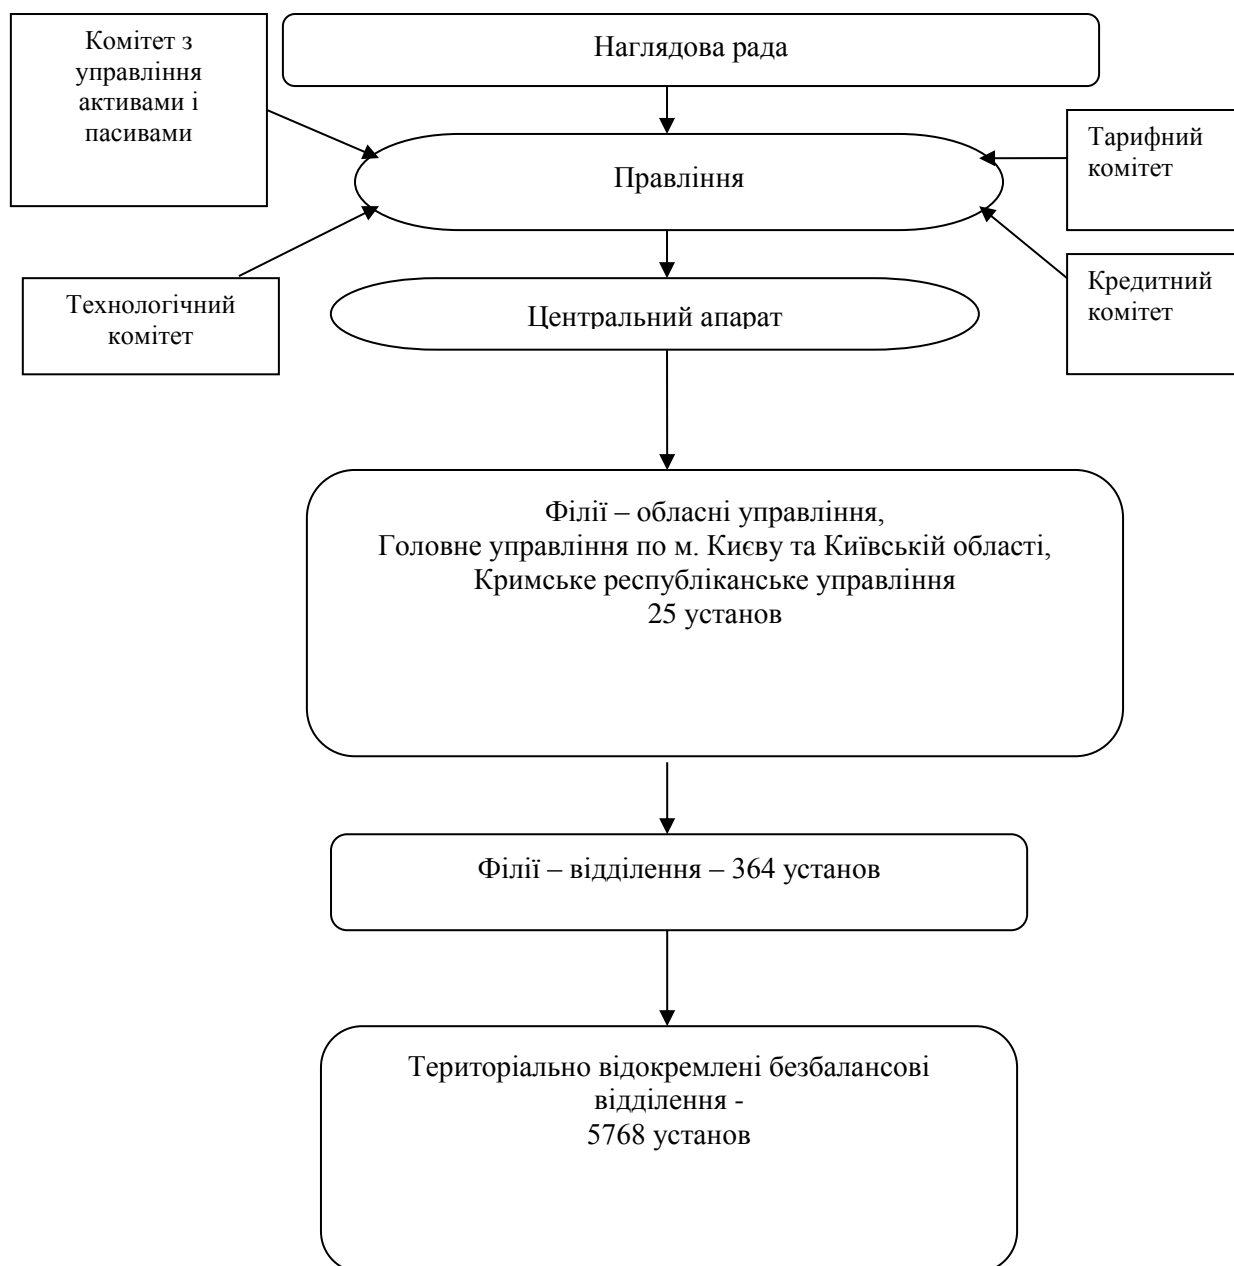 Комітет з
управління
активами і
пасивами
Наглядова рада
Тарифний
комітет
Правління
Технологічний
комітет
Кредитний
комітет
Центральний апарат
Філії – обласні управління,
Головне управління по м. Києву та Київській області,
Кримське республіканське управління
25 установ
Філії – відділення – 364 установ
Територіально відокремлені безбалансові
відділення -
5768 установ